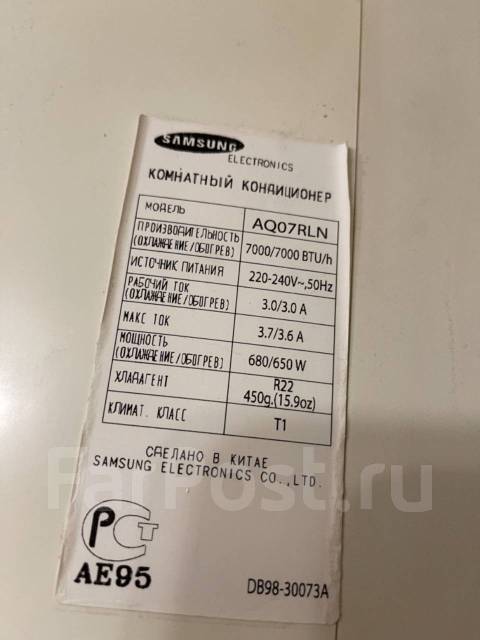 SAMSUNG
ELECTRONICS
КОМНАТНЫЙ КОНДИЦИОНЕР
МОДЕЛЬ AQ07RLN
ПРОИЗВОДИТЕЛЬНОСТЬ
(ОХЛАЖДЕНИЕ/ОБОГРЕВ) 7000/7000 BTU/h
ИСТОЧНИК ПИТАНИЯ 220-240V~,50Hz
РАБОЧИЙ ТОК
(ОХЛАЖДЕНИЕ/ОБОГРЕВ) 3.0/3.0 A
МАКС ТОК 3.7/3.6 A
МОЩНОСТЬ
(ОХЛАЖДЕНИЕ/ОБОГРЕВ) 680/650 W
ХЛАДАГЕНТ R22
450g.(15.9oz)
КЛИМАТ. КЛАСС T1
СДЕЛАНО В КИТАЕ
SAMSUNG ELECTRONICS CO.,LTD.
FarPost.ru
РСТ
AE95
DB98-30073A